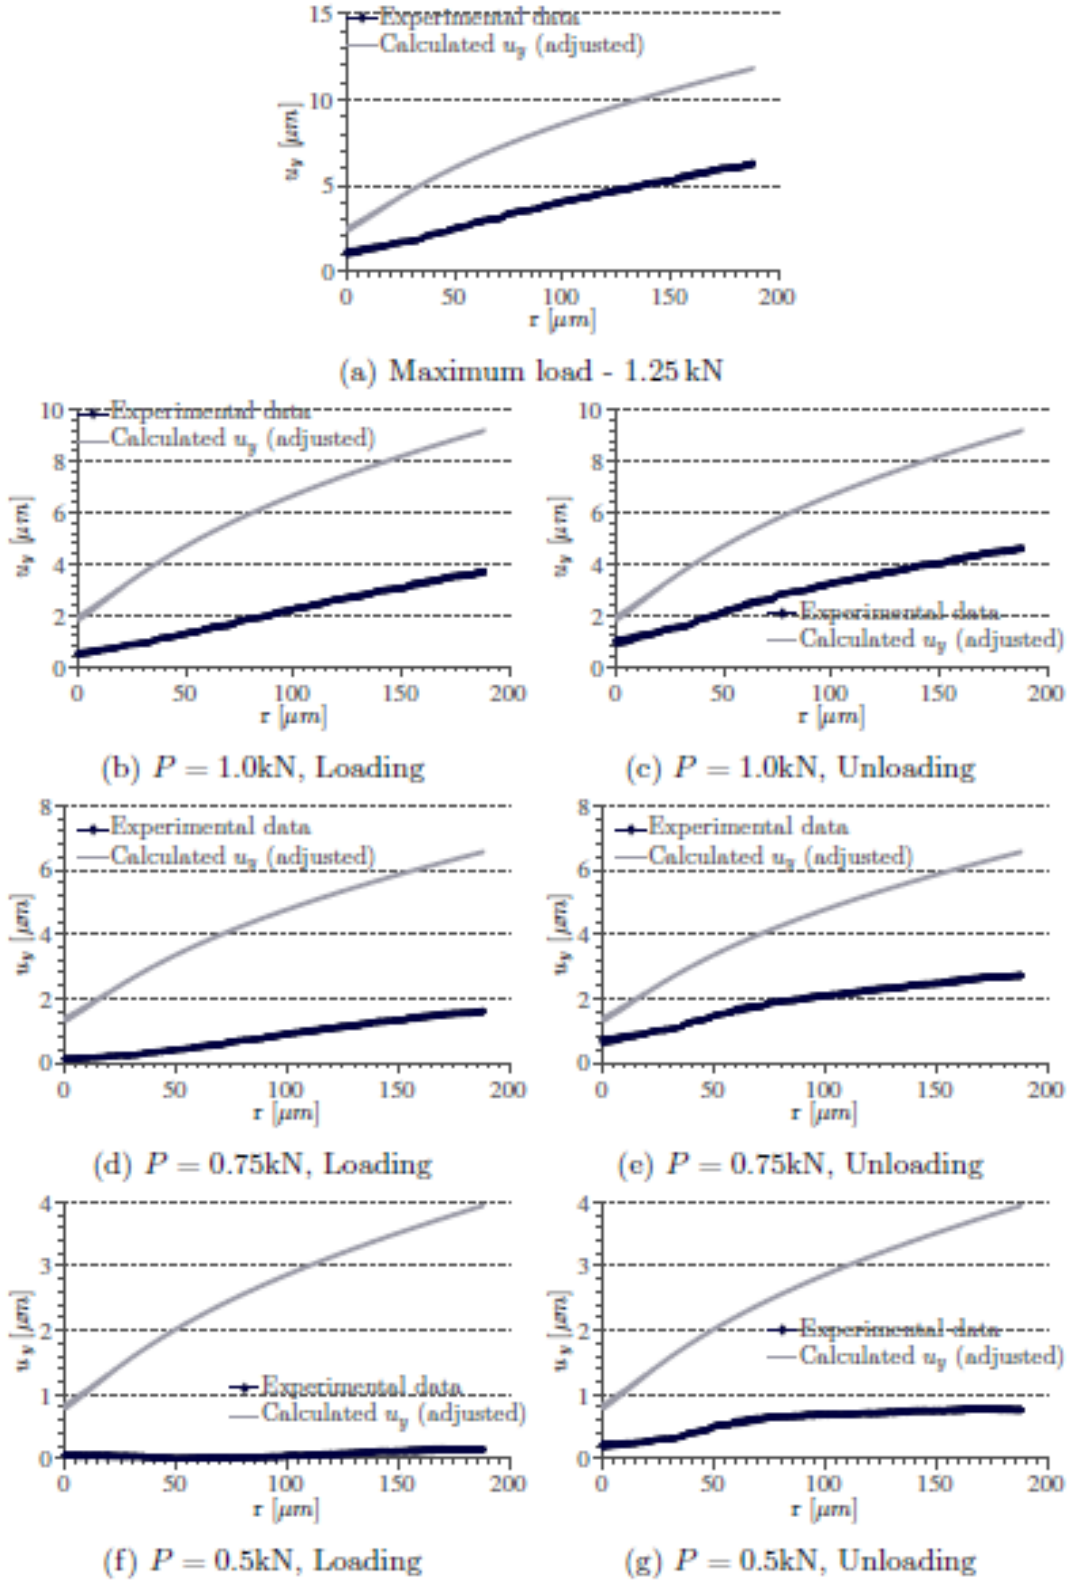 15
Experimental data
Calculated u_y (adjusted)
10
u_y [μm]
5
0
0 50 100 150 200
τ [μm]
(a) Maximum load - 1.25 kN
10
Experimental data
Calculated u_y (adjusted)
8
6
u_y [μm]
4
2
0
0 50 100 150 200
τ [μm]
(b) P = 1.0kN, Loading
10
8
6
u_y [μm]
4
2
Experimental data
Calculated u_y (adjusted)
0
0 50 100 150 200
τ [μm]
(c) P = 1.0kN, Unloading
8
Experimental data
Calculated u_y (adjusted)
6
u_y [μm]
4
2
0
0 50 100 150 200
τ [μm]
(d) P = 0.75kN, Loading
8
Experimental data
Calculated u_y (adjusted)
6
u_y [μm]
4
2
0
0 50 100 150 200
τ [μm]
(e) P = 0.75kN, Unloading
4
3
u_y [μm]
2
1
Experimental data
Calculated u_y (adjusted)
0
0 50 100 150 200
τ [μm]
(f) P = 0.5kN, Loading
4
3
u_y [μm]
2
Experimental data
Calculated u_y (adjusted)
1
0
0 50 100 150 200
τ [μm]
(g) P = 0.5kN, Unloading